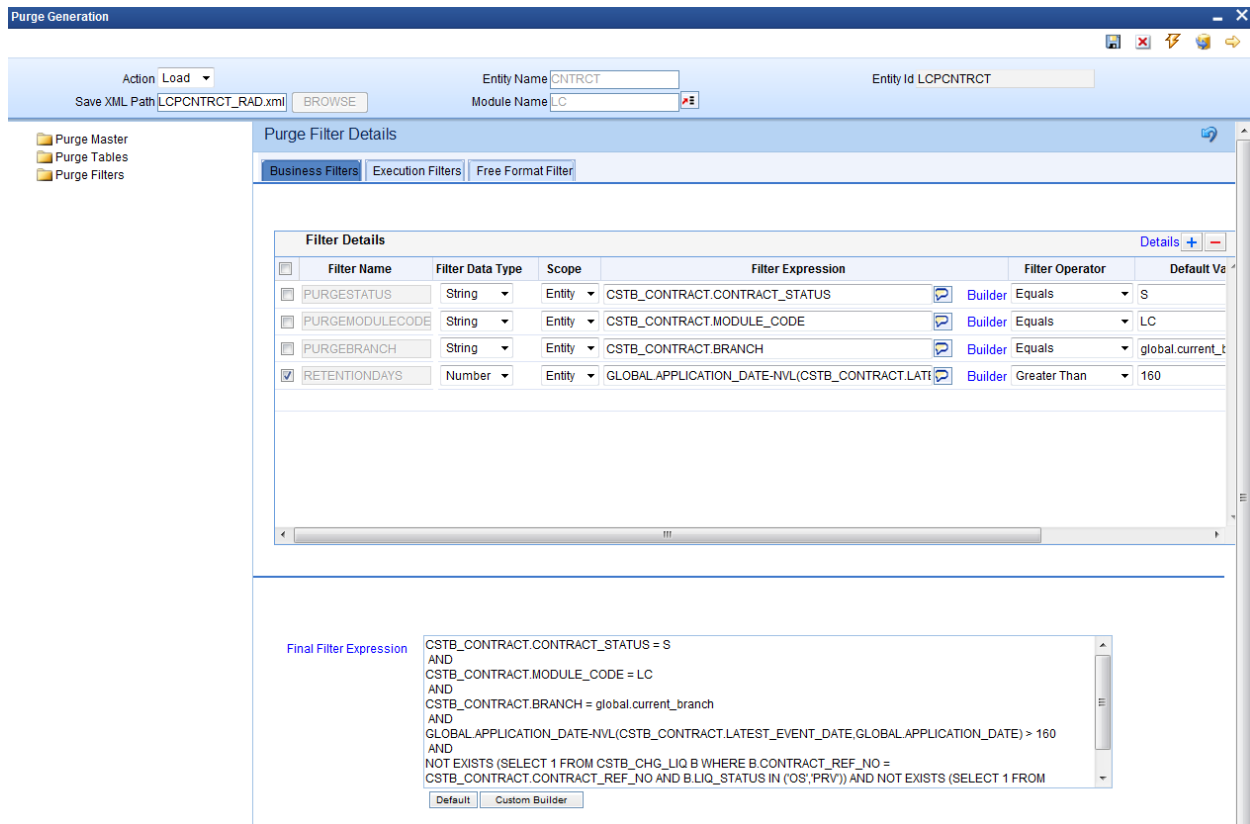 Purge Generation
Action Load Entity Name CNTRCT Entity Id LCPCNTRCT
Save XML Path LCPCNTRCT_RAD.xml BROWSE Module Name LC
Purge Master
Purge Tables
Purge Filters
Purge Filter Details
Business Filters Execution Filters Free Format Filter
Filter Details Details
Filter Name Filter Data Type Scope Filter Expression Filter Operator Default Va
PURGESTATUS String Entity CSTB_CONTRACT.CONTRACT_STATUS Builder Equals S
PURGEMODULECODE String Entity CSTB_CONTRACT.MODULE_CODE Builder Equals LC
PURGEBRANCH String Entity CSTB_CONTRACT.BRANCH Builder Equals global.current_b
RETENTIONDAYS Number Entity GLOBAL.APPLICATION_DATE-NVL(CSTB_CONTRACT.LATE Builder Greater Than 160
Final Filter Expression
CSTB_CONTRACT.CONTRACT_STATUS = S
AND
CSTB_CONTRACT.MODULE_CODE = LC
AND
CSTB_CONTRACT.BRANCH = global.current_branch
AND
GLOBAL.APPLICATION_DATE-NVL(CSTB_CONTRACT.LATEST_EVENT_DATE,GLOBAL.APPLICATION_DATE) > 160
AND
NOT EXISTS (SELECT 1 FROM CSTB_CHG_LIQ B WHERE B.CONTRACT_REF_NO =
CSTB_CONTRACT.CONTRACT_REF_NO AND B.LIQ_STATUS IN ('OS','PRV')) AND NOT EXISTS (SELECT 1 FROM
Default Custom Builder